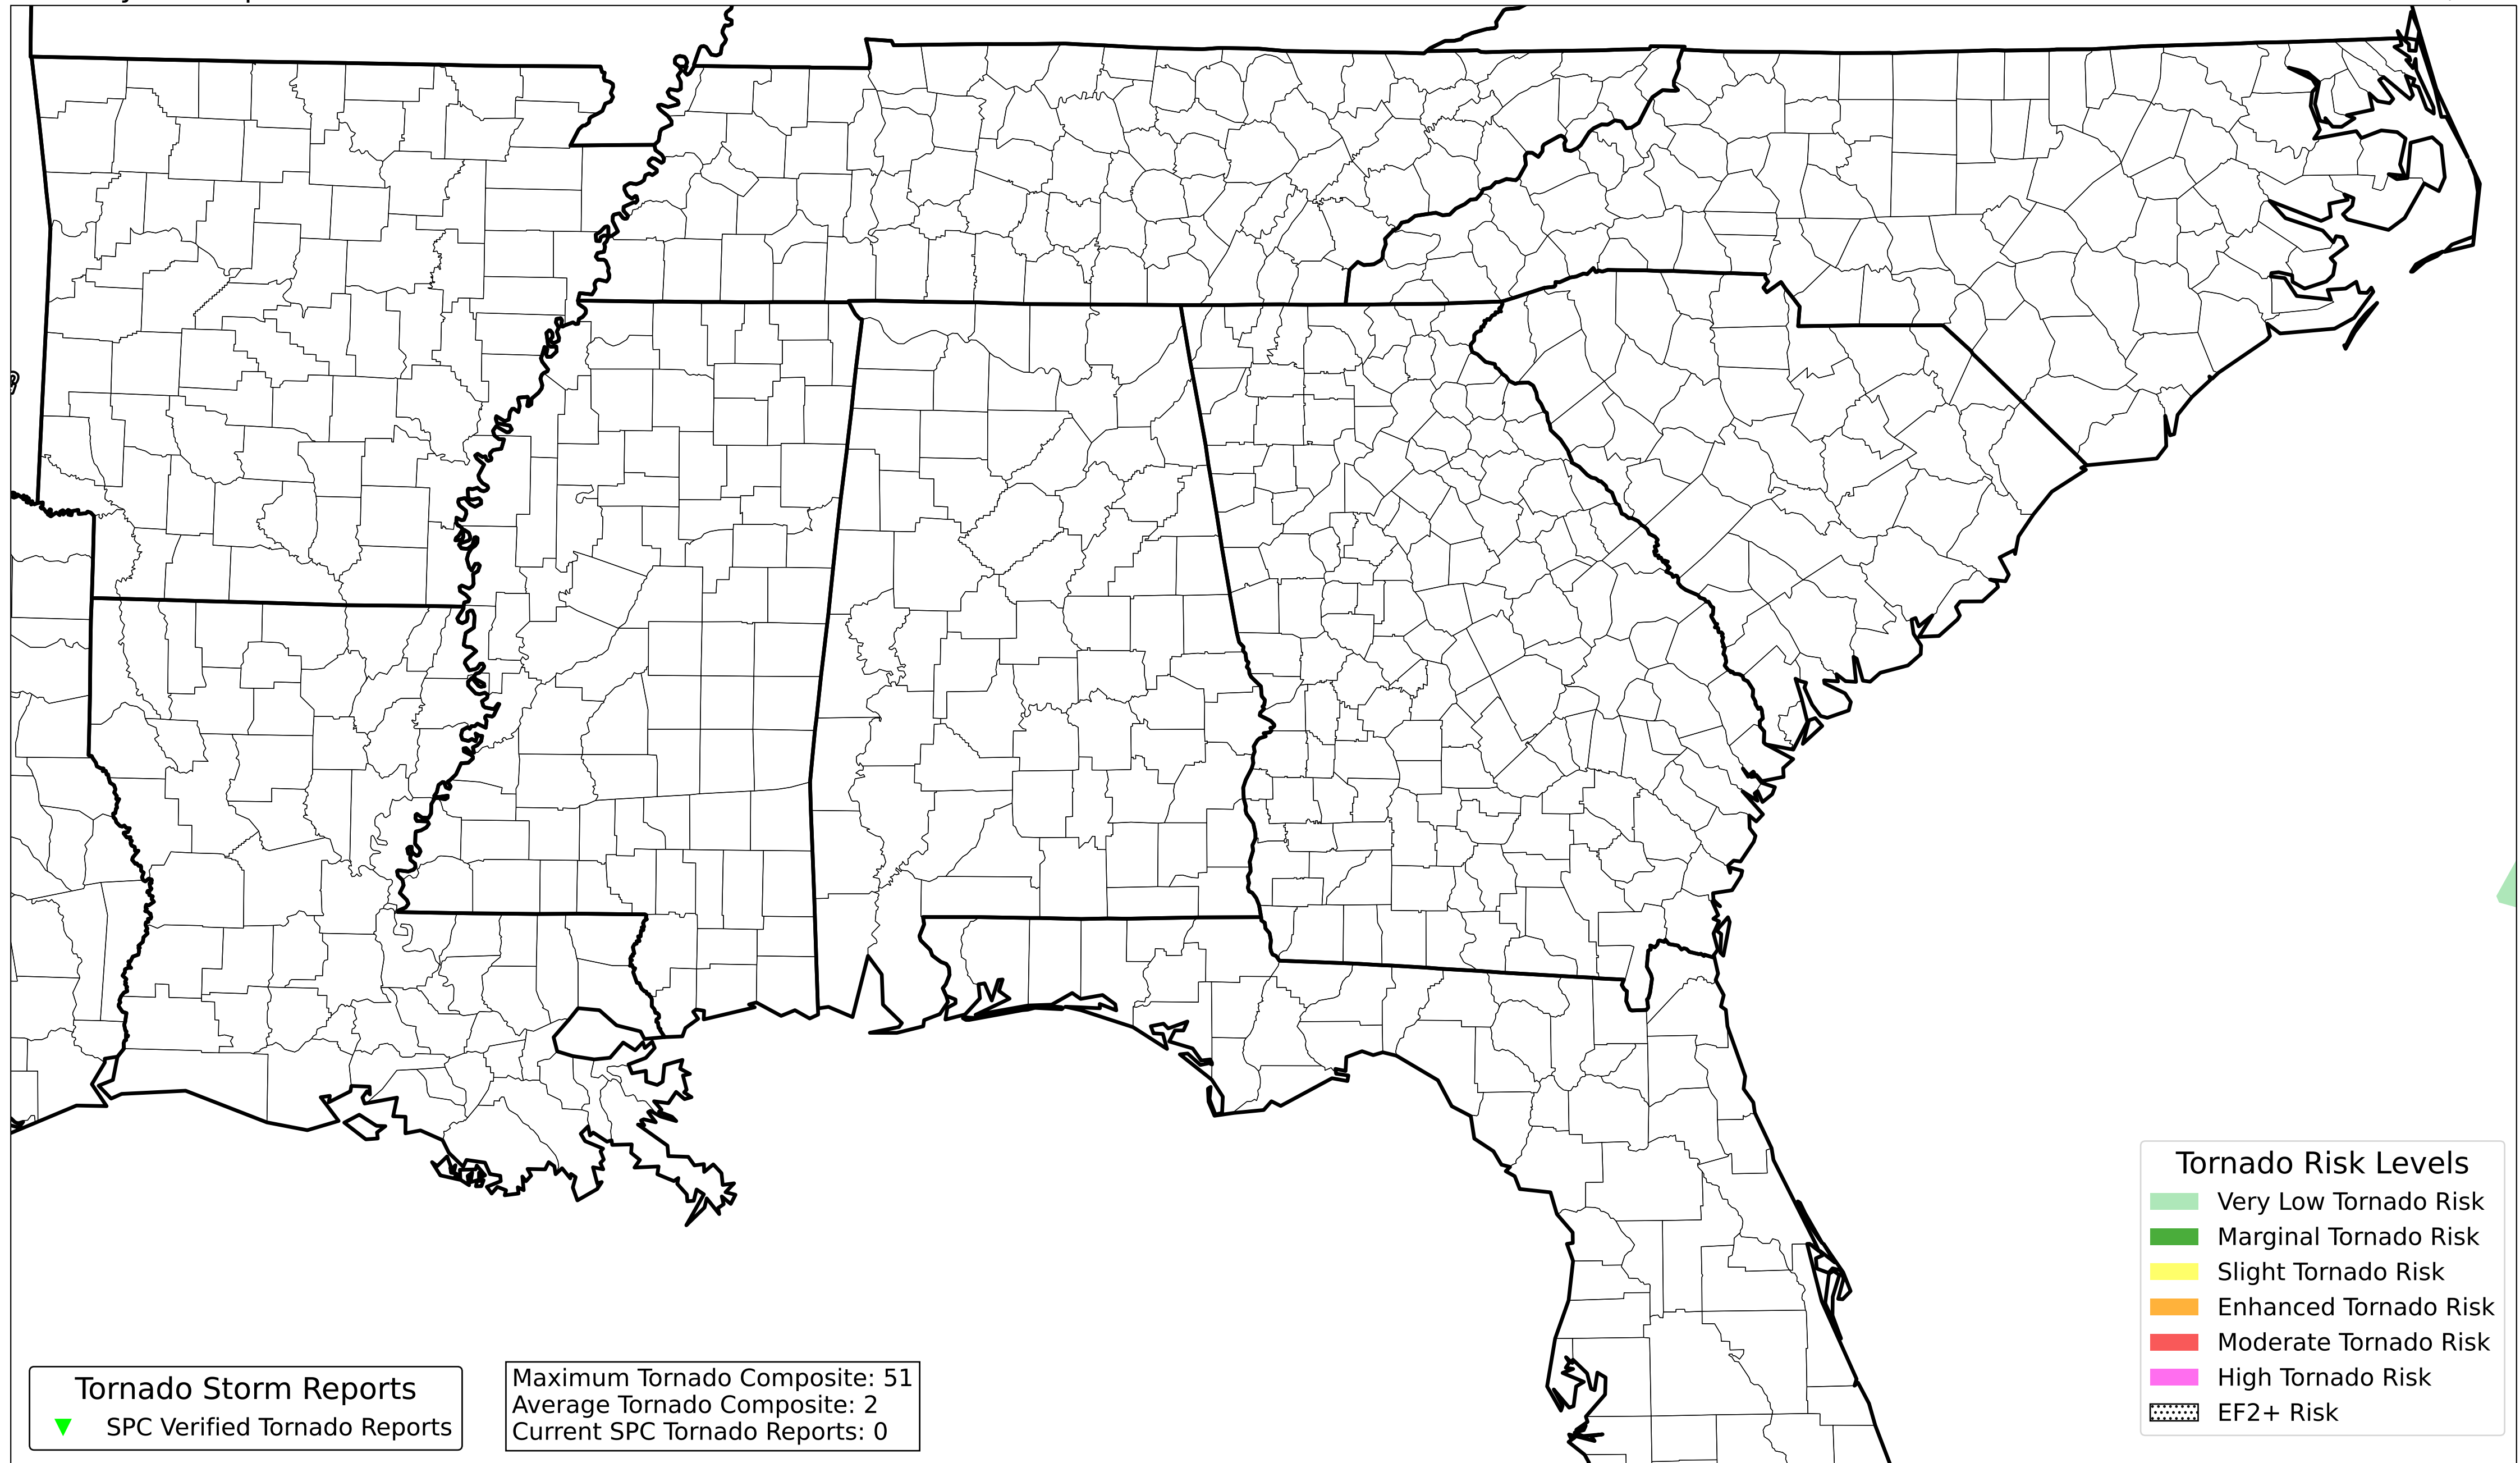 Tornado Risk Levels
Very Low Tornado Risk
Marginal Tornado Risk
Slight Tornado Risk
Enhanced Tornado Risk
Moderate Tornado Risk
High Tornado Risk
EF2+ Risk
Tornado Storm Reports
SPC Verified Tornado Reports
Maximum Tornado Composite: 51
Average Tornado Composite: 2
Current SPC Tornado Reports: 0